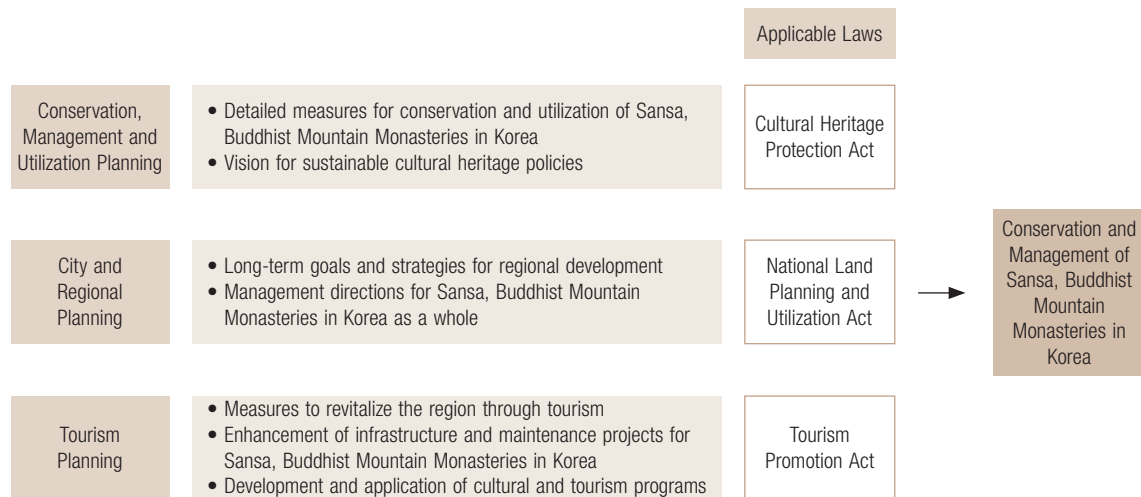 Applicable Laws
Conservation,
Management and
Utilization Planning
• Detailed measures for conservation and utilization of Sansa,
Buddhist Mountain Monasteries in Korea
• Vision for sustainable cultural heritage policies
Cultural Heritage
Protection Act
City and
Regional
Planning
• Long-term goals and strategies for regional development
• Management directions for Sansa, Buddhist Mountain
Monasteries in Korea as a whole
National Land
Planning and
Utilization Act
Conservation and
Management of
Sansa, Buddhist
Mountain
Monasteries in
Korea
Tourism
Planning
• Measures to revitalize the region through tourism
• Enhancement of infrastructure and maintenance projects for
Sansa, Buddhist Mountain Monasteries in Korea
• Development and application of cultural and tourism programs
Tourism
Promotion Act